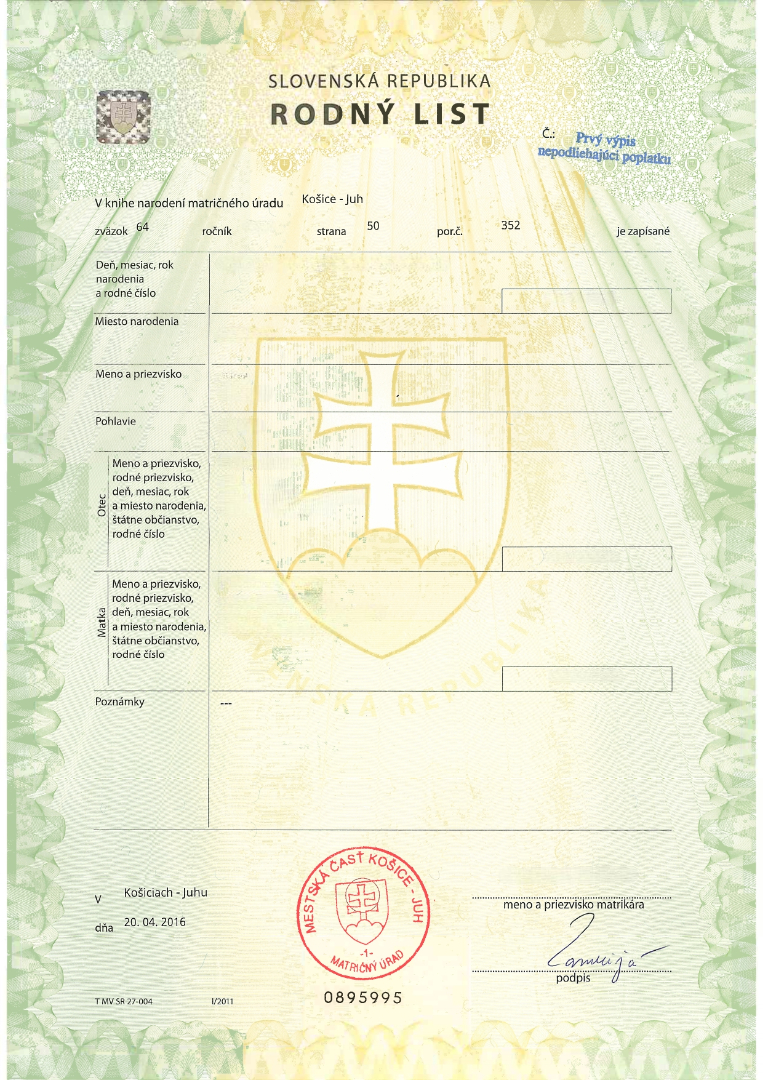 SLOVENSKÁ REPUBLIKA
RODNÝ LIST
Č.: Prvý výpis
nepodliehajúci poplatku
V knihe narodení matričného úradu Košice - Juh
zväzok 64 ročník strana 50 por.č. 352 je zapísané
Deň, mesiac, rok
narodenia
a rodné číslo
Miesto narodenia
Meno a priezvisko
Pohlavie
Otec
Meno a priezvisko,
rodné priezvisko,
deň, mesiac, rok
a miesto narodenia,
štátne občianstvo,
rodné číslo
Matka
Meno a priezvisko,
rodné priezvisko,
deň, mesiac, rok
a miesto narodenia,
štátne občianstvo,
rodné číslo
Poznámky ---
V Košiciach - Juhu
dňa 20. 04. 2016
MESTSKÁ ČASŤ KOŠICE - JUH
-1-
MATRIČNÝ ÚRAD
meno a priezvisko matrikára
podpis
T MV SR 27-004 I/2011 0895995